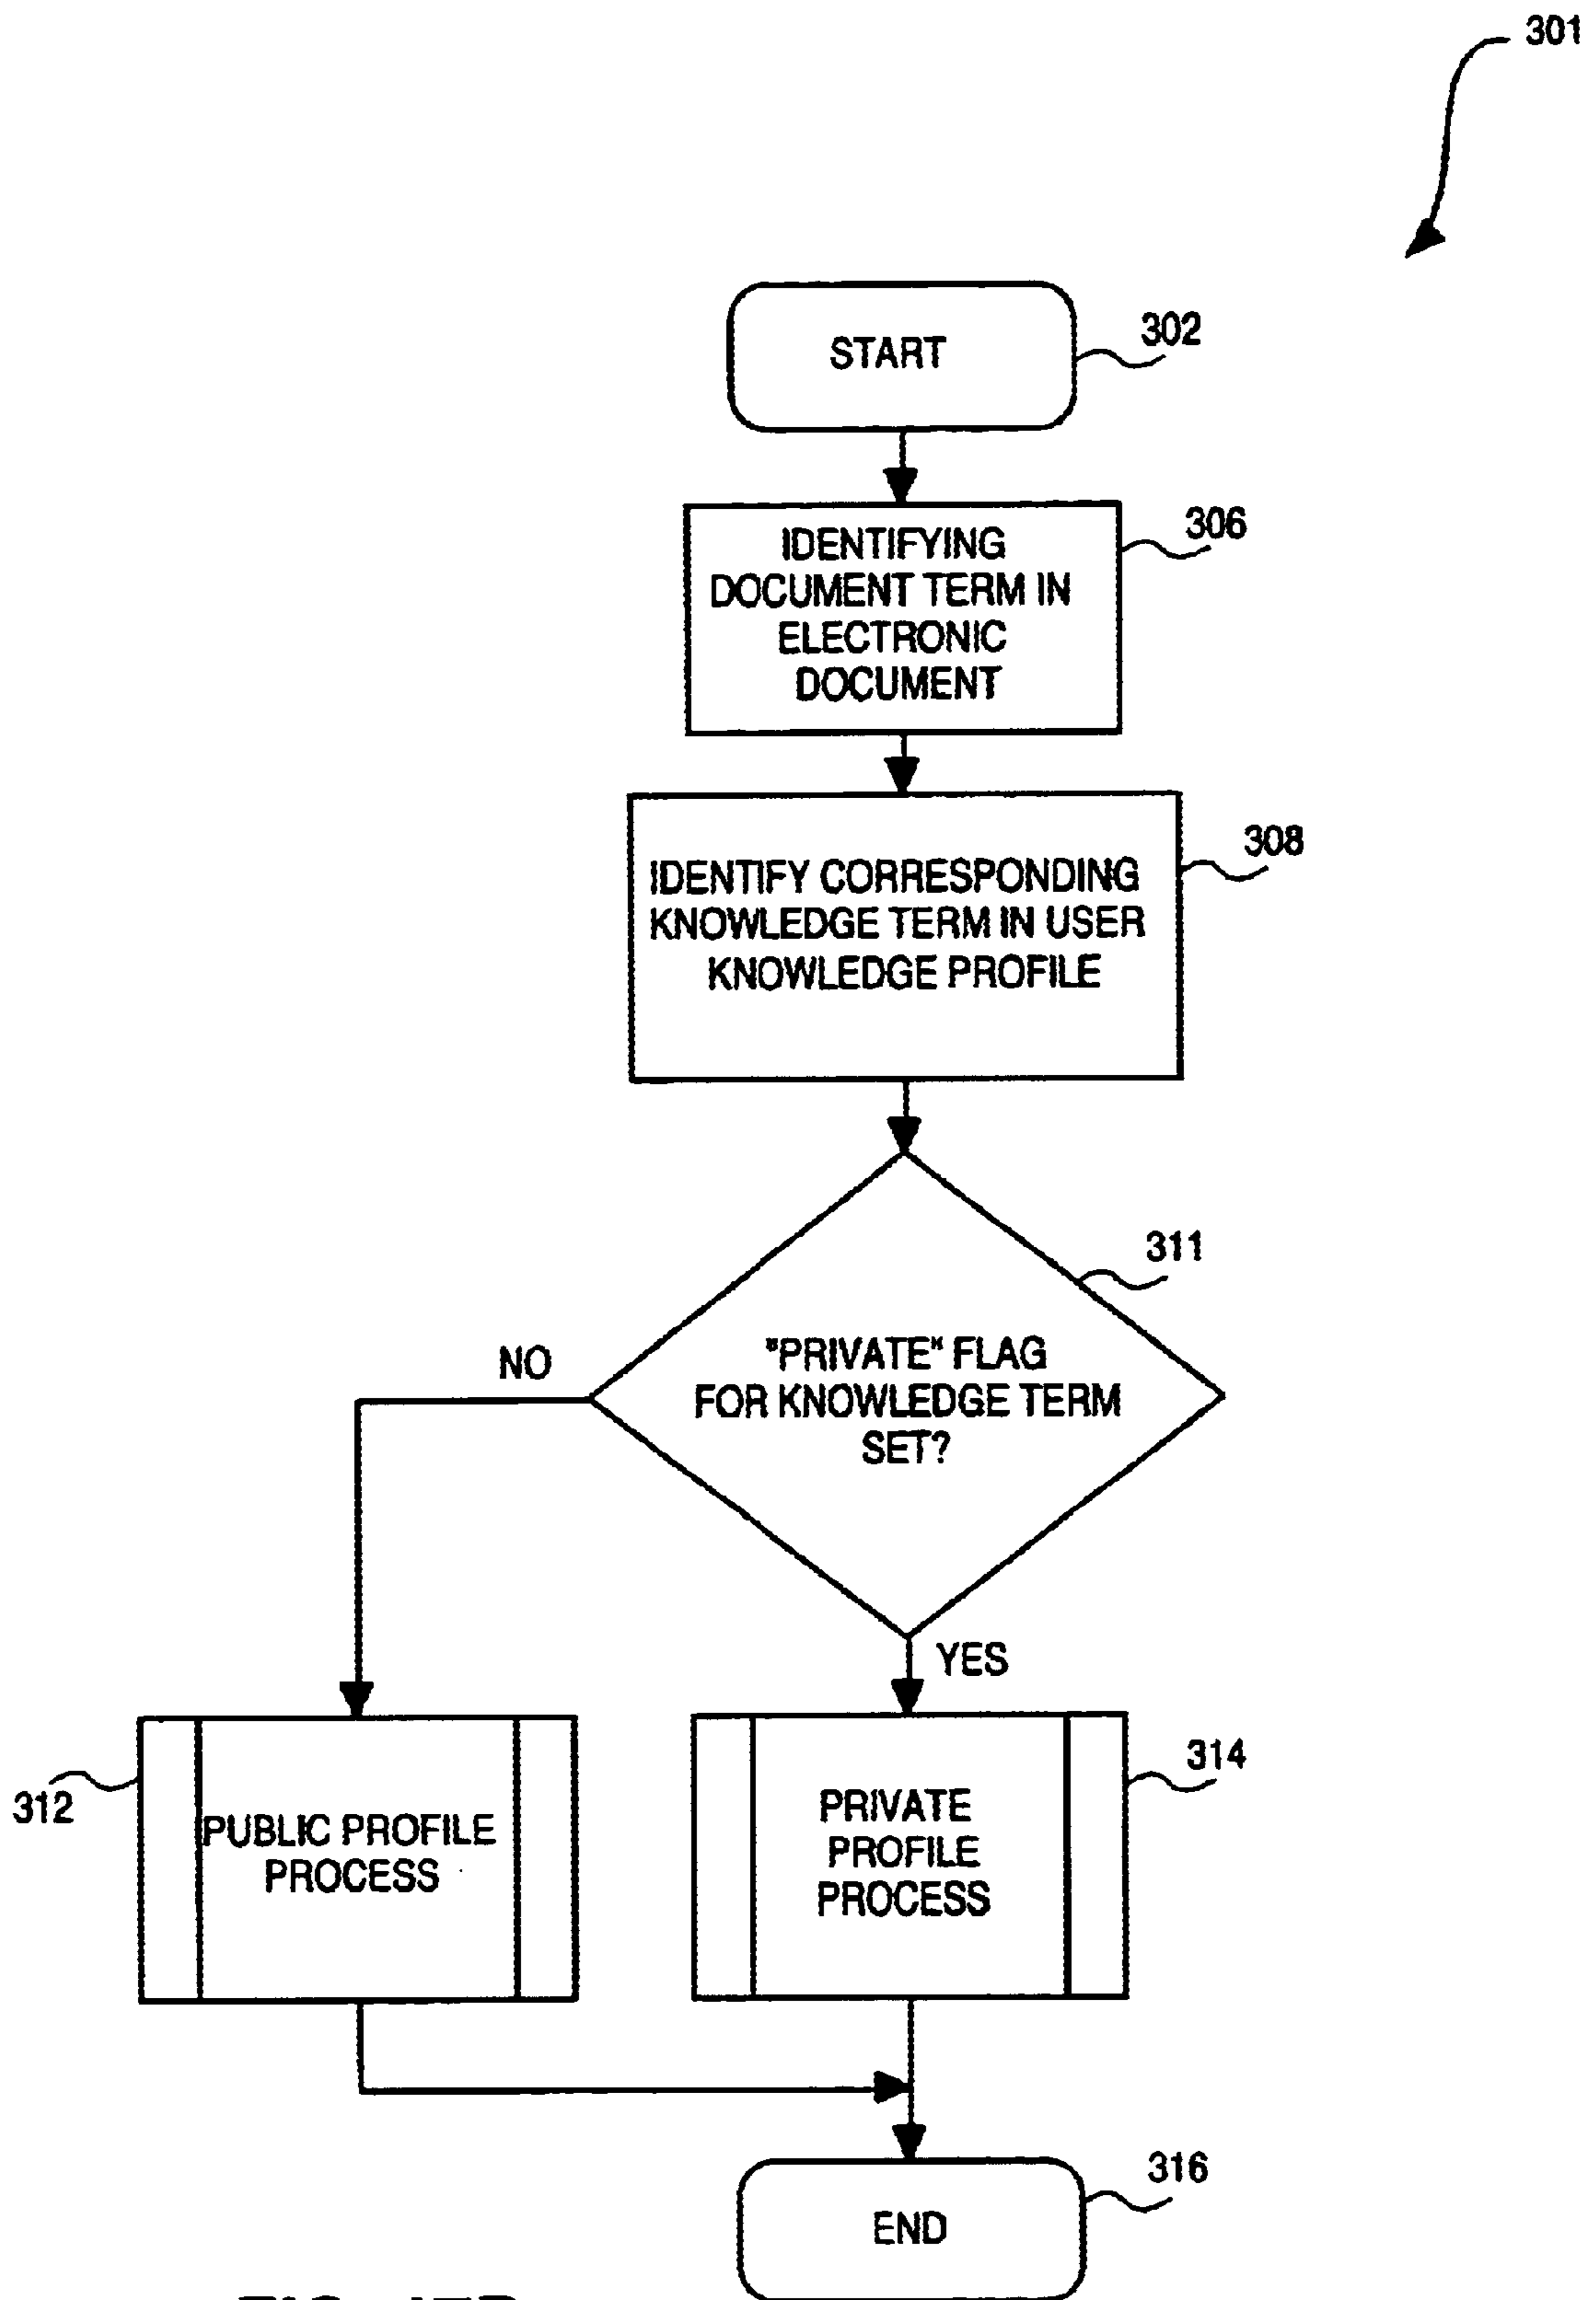 301
START
302
IDENTIFYING
DOCUMENT TERM IN
ELECTRONIC
DOCUMENT
306
IDENTIFY CORRESPONDING
KNOWLEDGE TERM IN USER
KNOWLEDGE PROFILE
308
311
"PRIVATE" FLAG
FOR KNOWLEDGE TERM
SET?
NO
YES
312
PUBLIC PROFILE
PROCESS
PRIVATE
PROFILE
PROCESS
314
END
316